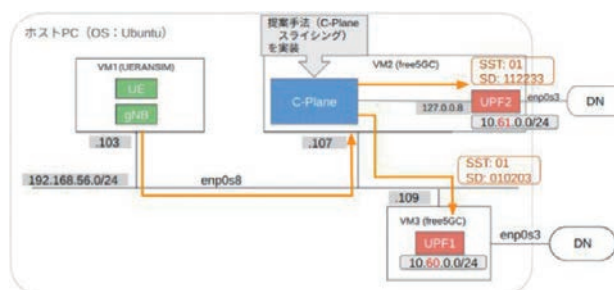 ホストPC（OS：Ubuntu）
提案手法（C-Plane
スライシング）
を実装
VM1(UERANSIM)
UE
gNB
.103
VM2 (free5GC)
C-Plane
SST: 01
SD: 112233
127.0.0.8
UPF2
enp0s3
DN
10.61.0.0/24
.107
192.168.56.0/24
enp0s8
SST: 01
SD: 010203
.109
VM3 (free5GC)
UPF1
10.60.0.0/24
enp0s3
DN